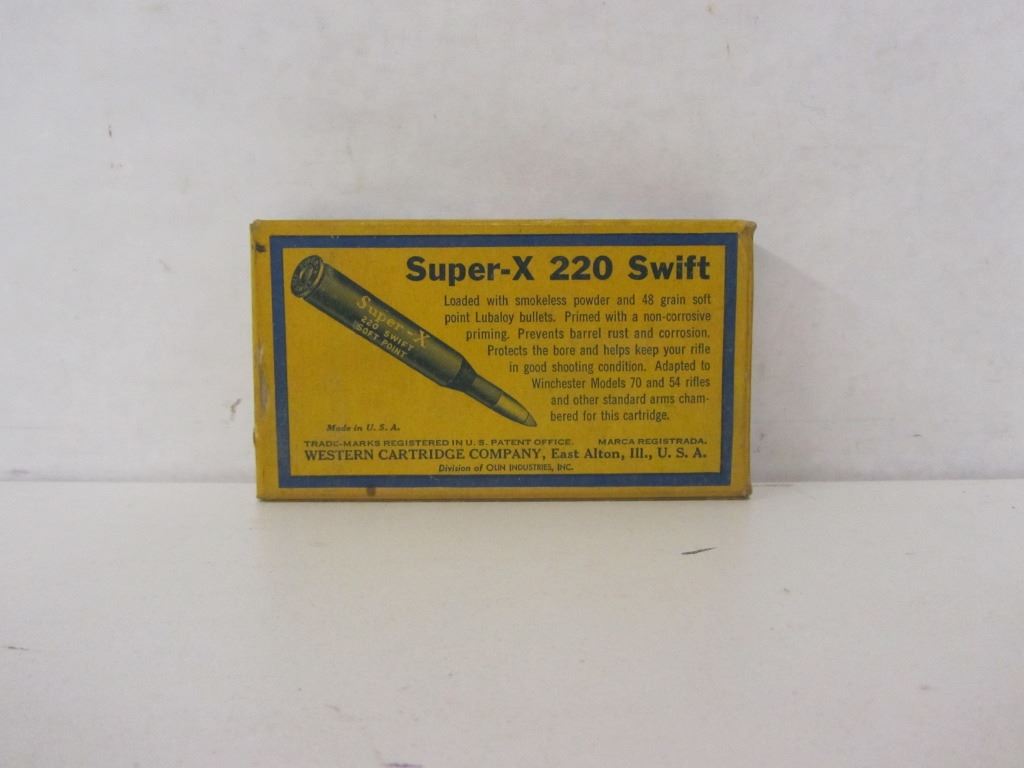 Super-X 220 Swift
Loaded with smokeless powder and 48 grain soft
point Lubaloy bullets. Primed with a non-corrosive
priming. Prevents barrel rust and corrosion.
Protects the bore and helps keep your rifle
in good shooting condition. Adapted to
Winchester Models 70 and 54 rifles
and other standard arms cham-
bered for this cartridge.
Super-X
220 SWIFT
SOFT POINT
Made in U. S. A.
TRADE-MARKS REGISTERED IN U. S. PATENT OFFICE. MARCA REGISTRADA.
WESTERN CARTRIDGE COMPANY, East Alton, Ill., U. S. A.
Division of OLIN INDUSTRIES, INC.